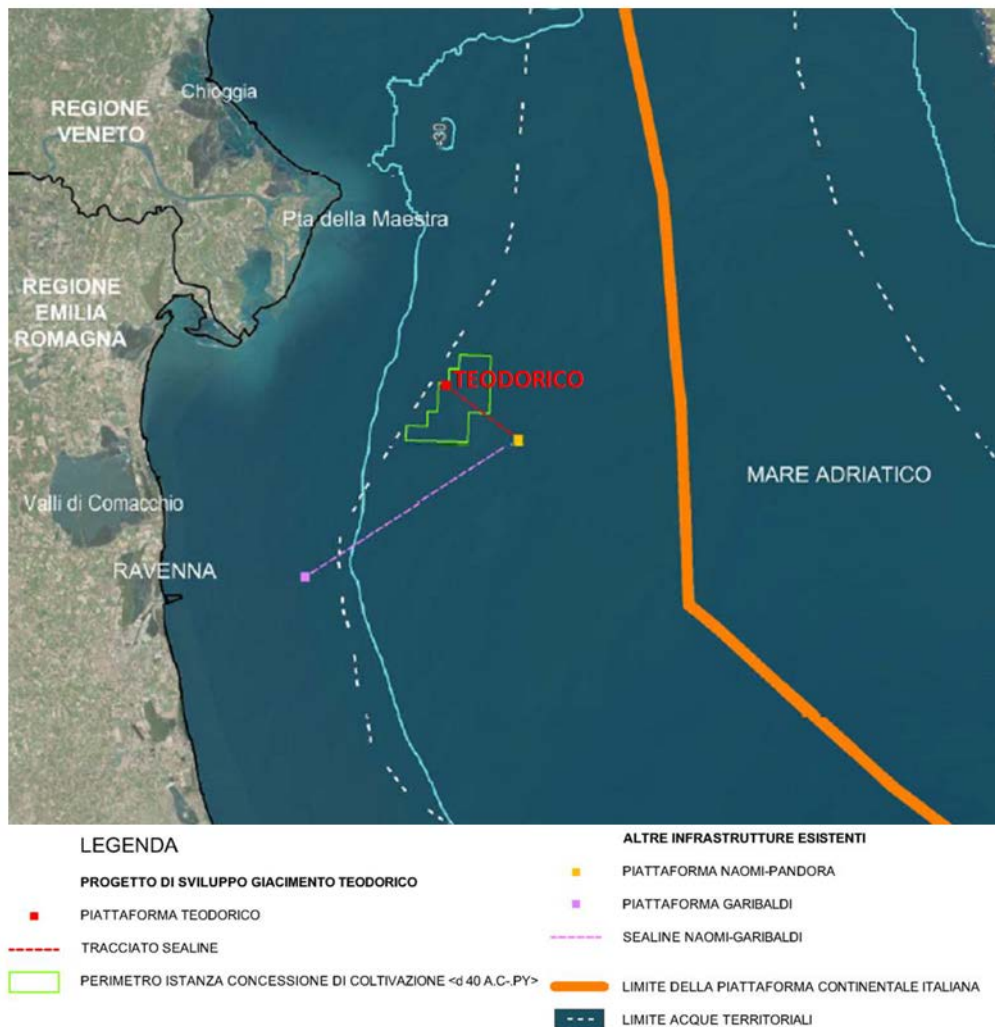 Chioggia
REGIONE
VENETO
-30
Pta della Maestra
REGIONE
EMILIA
ROMAGNA
TEODORICO
MARE ADRIATICO
Valli di Comacchio
RAVENNA
LEGENDA
PROGETTO DI SVILUPPO GIACIMENTO TEODORICO
PIATTAFORMA TEODORICO
TRACCIATO SEALINE
PERIMETRO ISTANZA CONCESSIONE DI COLTIVAZIONE <d 40 A.C-.PY>
ALTRE INFRASTRUTTURE ESISTENTI
PIATTAFORMA NAOMI-PANDORA
PIATTAFORMA GARIBALDI
SEALINE NAOMI-GARIBALDI
LIMITE DELLA PIATTAFORMA CONTINENTALE ITALIANA
LIMITE ACQUE TERRITORIALI